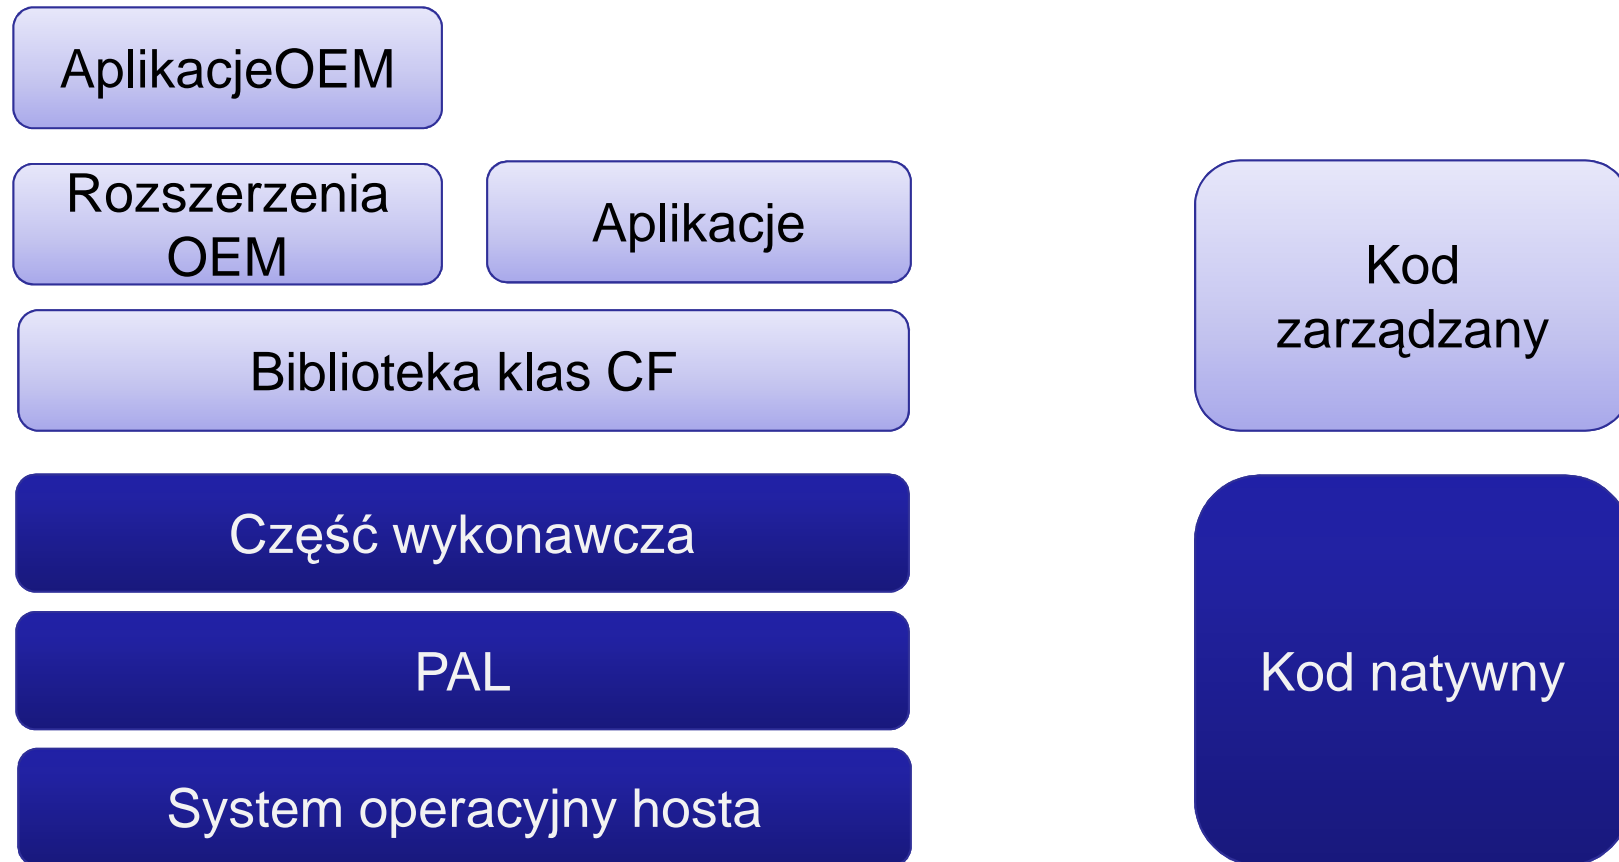 AplikacjeOEM
Rozszerzenia
OEM
Aplikacje
Biblioteka klas CF
Część wykonawcza
PAL
System operacyjny hosta
Kod
zarządzany
Kod natywny